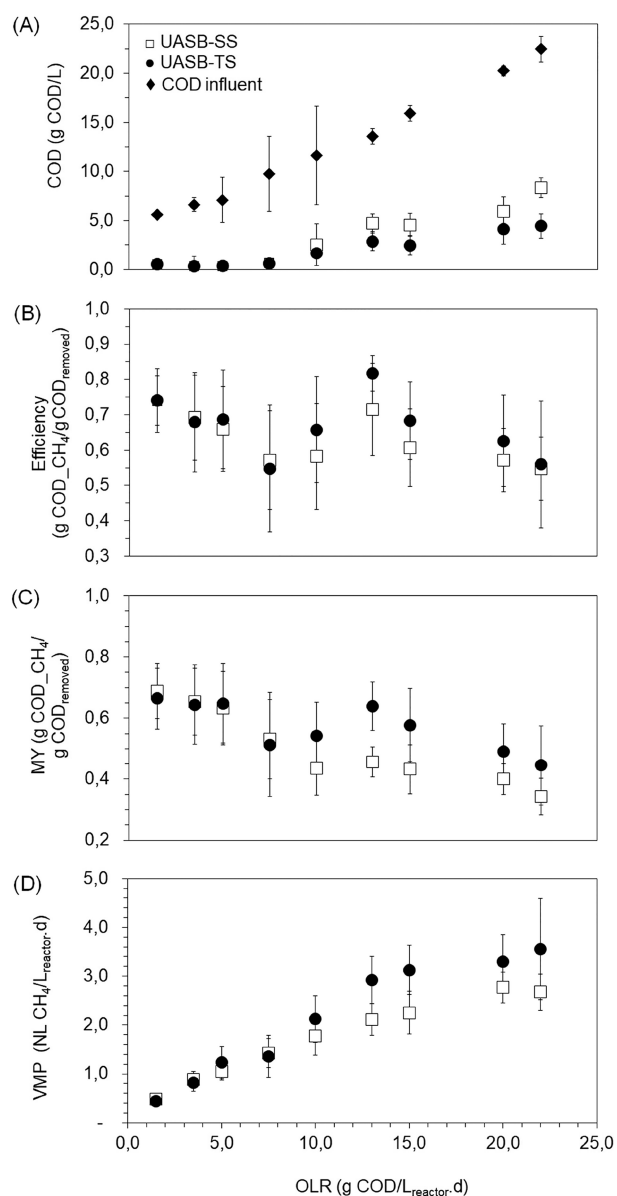 (A)
25,0
20,0
15,0
10,0
5,0
0,0
COD (g COD/L)
UASB-SS
UASB-TS
COD influent
(B)
1,0
0,9
0,8
0,7
0,6
0,5
0,4
0,3
Efficiency
(g COD_CH₄/gCODremoved)
(C)
1,0
0,8
0,6
0,4
0,2
MY (g COD_CH₄/
g CODremoved)
(D)
5,0
4,0
3,0
2,0
1,0
-
VMP (NL CH₄/Lreactor.d)
0,0 5,0 10,0 15,0 20,0 25,0
OLR (g COD/Lreactor.d)